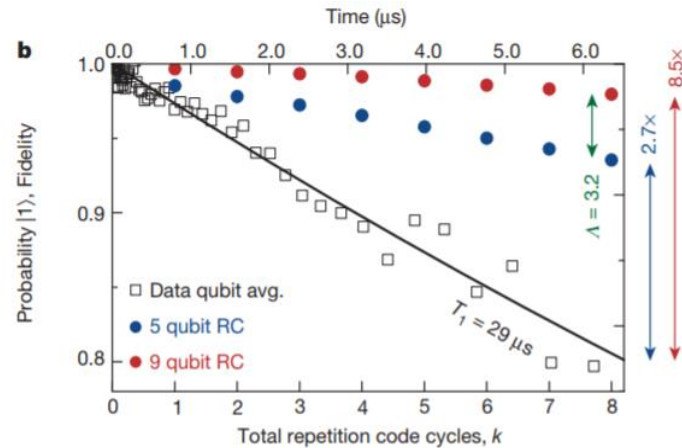 Time (μs)
b
0.0 1.0 2.0 3.0 4.0 5.0 6.0
1.0
0.9
0.8
Probability |1⟩, Fidelity
Data qubit avg.
5 qubit RC
9 qubit RC
T1 = 29 μs
Λ = 3.2
2.7×
8.5×
0 1 2 3 4 5 6 7 8
Total repetition code cycles, k